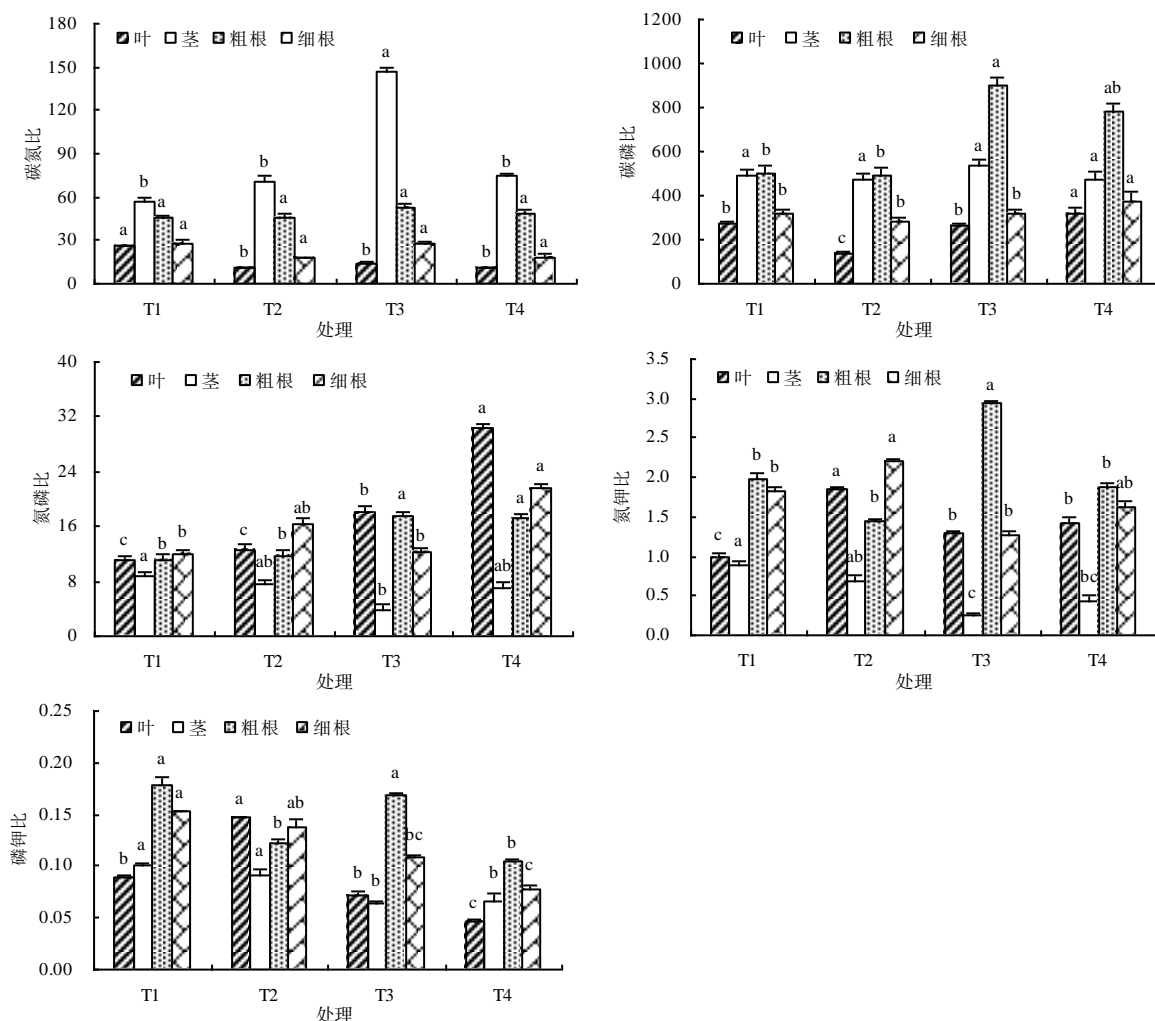 180
150
120
90
60
30
0
碳氮比
叶 茎 粗根 细根
a b a a
b b a a
b a a a
b b a a
T1 T2 T3 T4
处理
1200
1000
800
600
400
200
0
碳磷比
叶 茎 粗根 细根
b a b b
c a b b
b a a b
a a ab a
T1 T2 T3 T4
处理
40
32
24
16
8
0
氮磷比
叶 茎 粗根 细根
c a b b
c ab b ab
b b a b
a ab a a
T1 T2 T3 T4
处理
3.5
3.0
2.5
2.0
1.5
1.0
0.5
0.0
氮钾比
叶 茎 粗根 细根
c a b b
a ab b a
b c a b
b bc b ab
T1 T2 T3 T4
处理
0.25
0.20
0.15
0.10
0.05
0.00
磷钾比
叶 茎 粗根 细根
b a a a
a a b ab
b b a bc
c b b c
T1 T2 T3 T4
处理